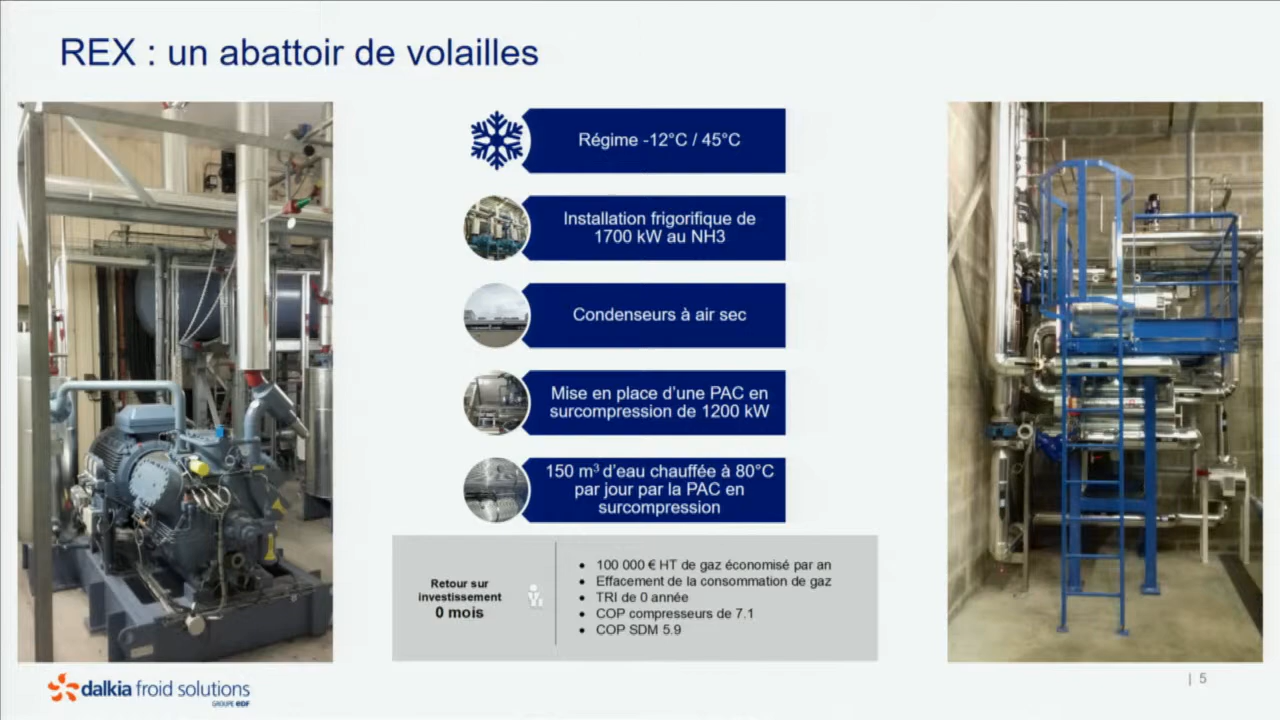 REX : un abattoir de volailles
Régime -12°C / 45°C
Installation frigorifique de
1700 kW au NH3
Condenseurs à air sec
Mise en place d’une PAC en
surcompression de 1200 kW
150 m³ d’eau chauffée à 80°C
par jour par la PAC en
surcompression
Retour sur
investissement
0 mois
• 100 000 € HT de gaz économisé par an
• Effacement de la consommation de gaz
• TRI de 0 année
• COP compresseurs de 7.1
• COP SDM 5.9
dalkia froid solutions
GROUPE EDF
| 5